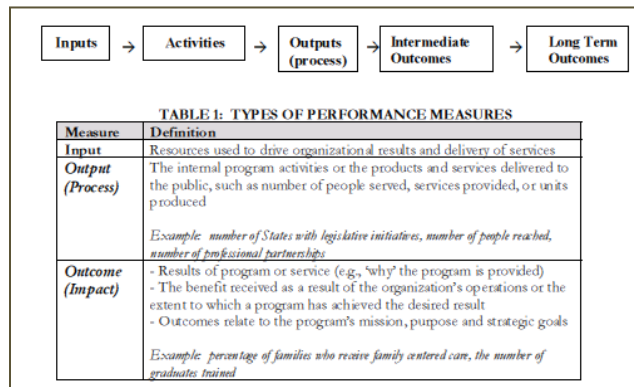 Inputs → Activities → Outputs (process) → Intermediate Outcomes → Long Term Outcomes
TABLE 1: TYPES OF PERFORMANCE MEASURES
Measure Definition
Input Resources used to drive organizational results and delivery of services
Output (Process) The internal program activities or the products and services delivered to
the public, such as number of people served, services provided, or units
produced
Example: number of States with legislative initiatives, number of people reached,
number of professional partnerships
Outcome (Impact) - Results of program or service (e.g., ‘why’ the program is provided)
- The benefit received as a result of the organization’s operations or the
extent to which a program has achieved the desired result
- Outcomes relate to the program’s mission, purpose and strategic goals
Example: percentage of families who receive family centered care, the number of
graduates trained